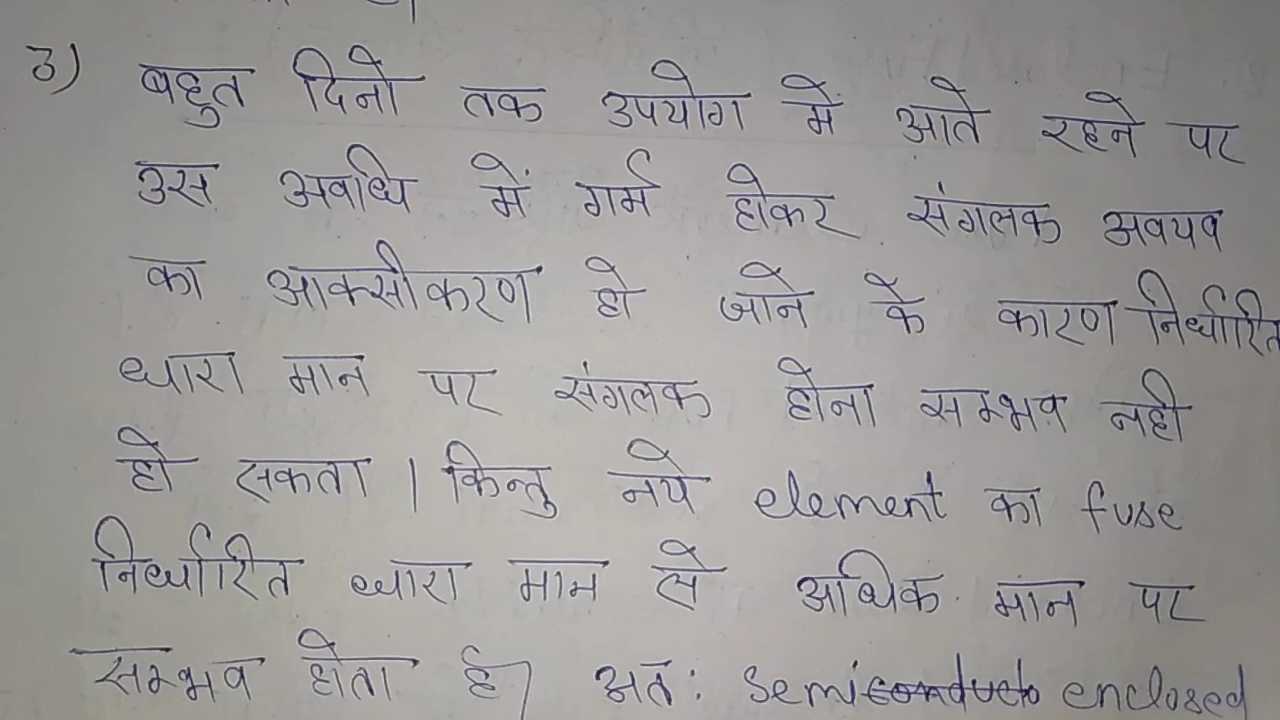 3) बहुत दिनो तक उपयोग में आते रहने पर
उस अवधि में गर्म होकर संगलक अवयव
का आक्सीकरण हो जाने के कारण निर्धारित
धारा मान पर संगलक होना सम्भव नही
हो सकता । किन्तु नये element का fuse
निर्धारित धारा मान से अधिक मान पर
सम्भव होता है। अतः semi enclosed